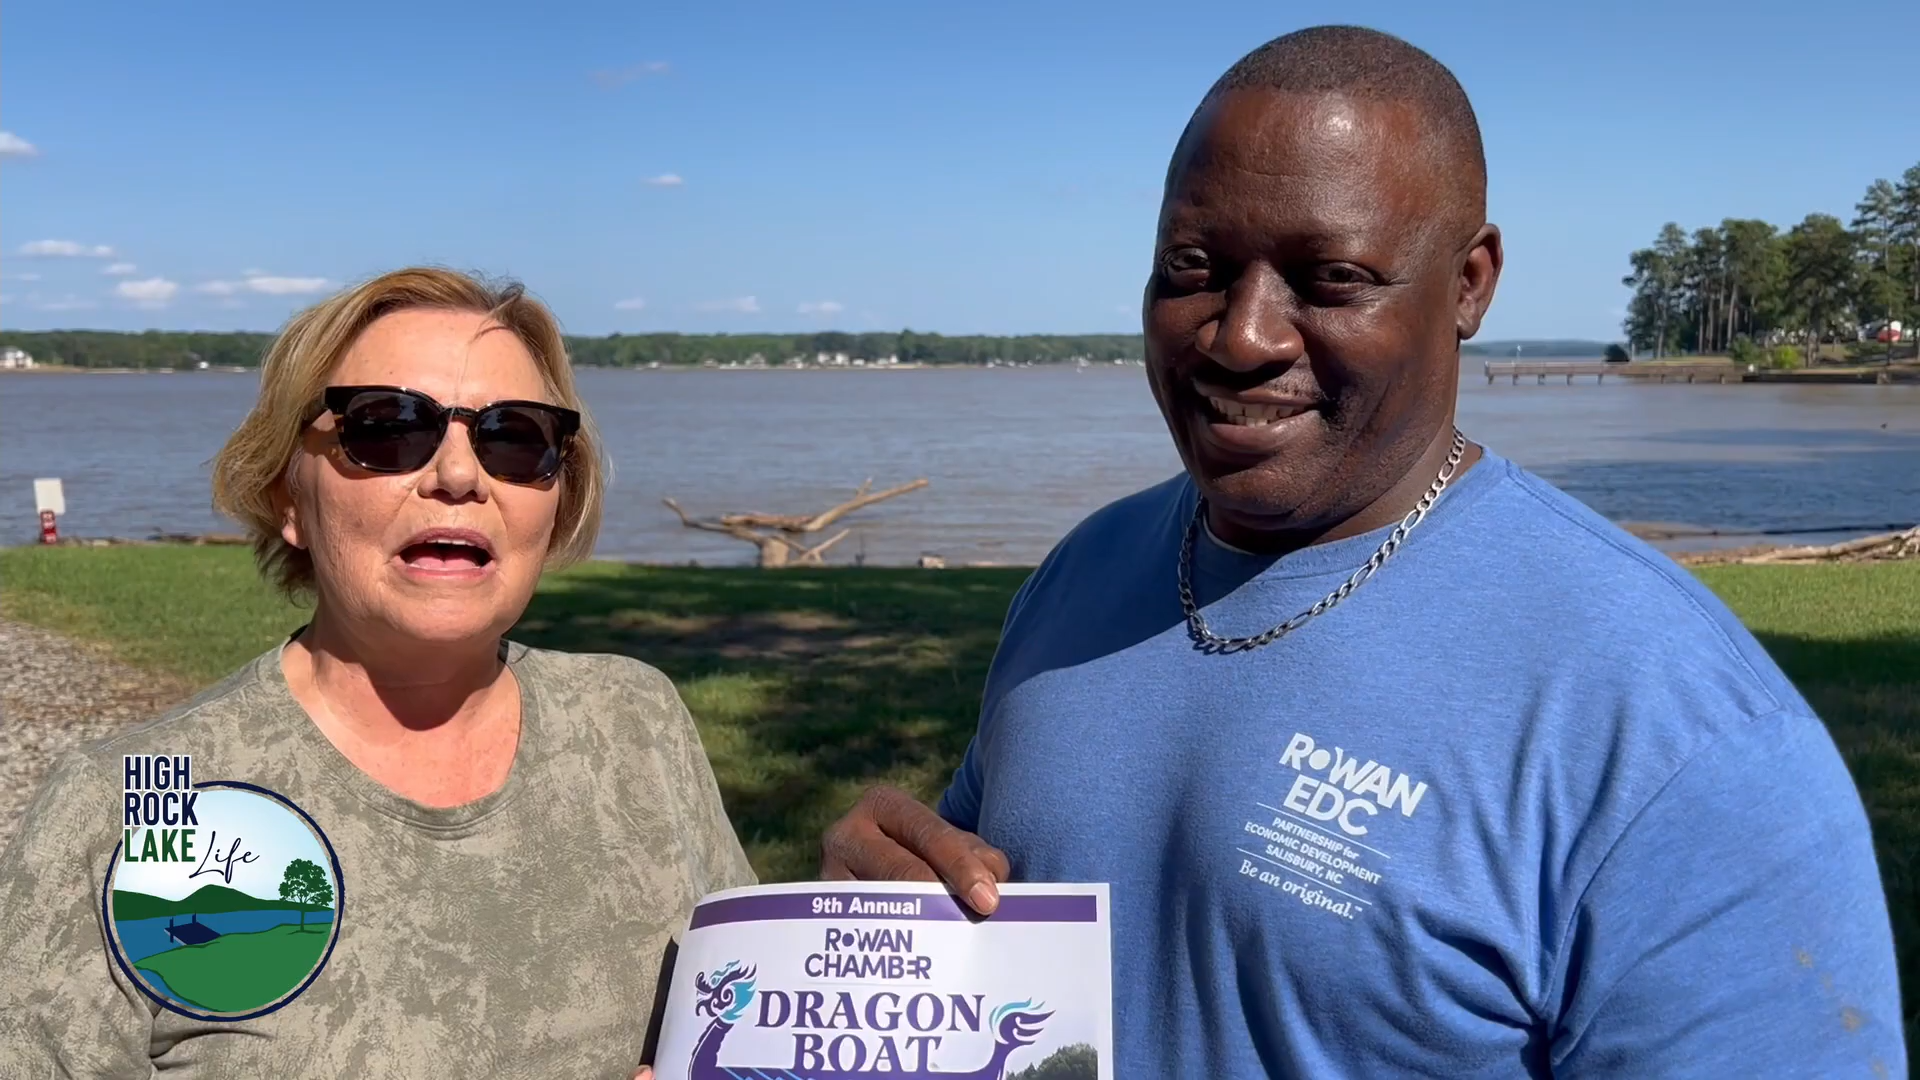 HIGH
ROCK
LAKE Life
ROWAN
EDC
PARTNERSHIP for
ECONOMIC DEVELOPMENT
SALISBURY, NC
Be an original.™
9th Annual
ROWAN
CHAMBER
DRAGON
BOAT